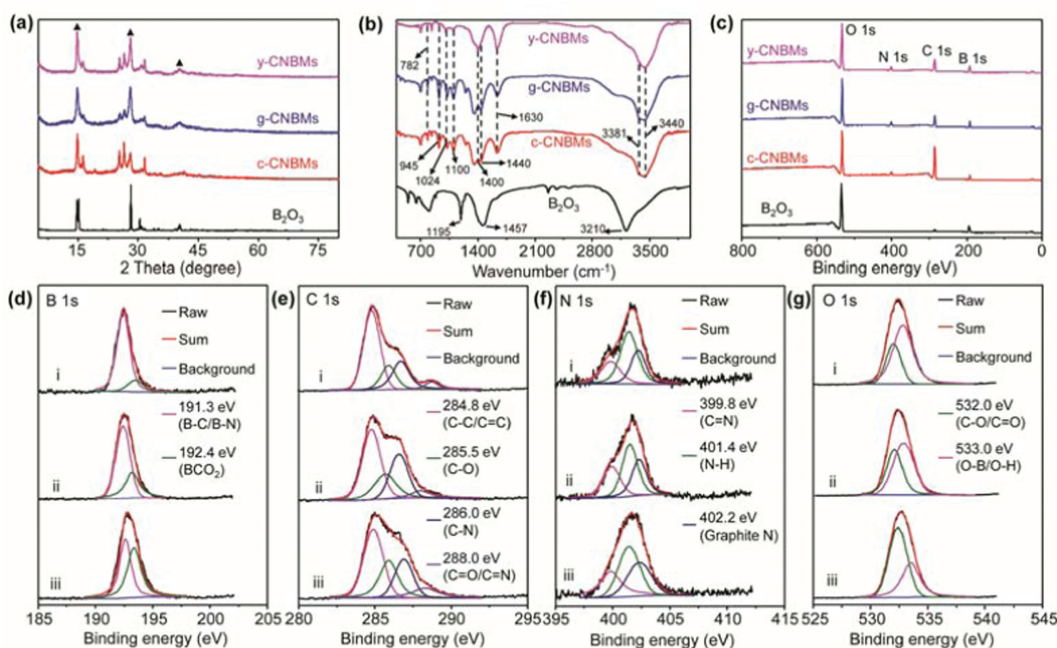 (a)
y-CNBMs
g-CNBMs
c-CNBMs
B₂O₃
15 30 45 60 75
2 Theta (degree)
(b)
782
1630
3381
3440
945
1024
1100
1440
1400
y-CNBMs
g-CNBMs
c-CNBMs
B₂O₃
1195
1457
3210
700 1400 2100 2800 3500
Wavenumber (cm⁻¹)
(c)
O 1s
N 1s
C 1s
B 1s
y-CNBMs
g-CNBMs
c-CNBMs
B₂O₃
800 600 400 200 0
Binding energy (eV)
(d) B 1s
Raw
Sum
Background
i
191.3 eV
(B-C/B-N)
192.4 eV
(BCO₂)
ii
iii
185 190 195 200 205
Binding energy (eV)
(e) C 1s
Raw
Sum
Background
i
284.8 eV
(C-C/C=C)
285.5 eV
(C-O)
ii
286.0 eV
(C-N)
288.0 eV
(C=O/C=N)
iii
280 285 290 295
Binding energy (eV)
(f) N 1s
Raw
Sum
Background
i
399.8 eV
(C=N)
401.4 eV
(N-H)
ii
402.2 eV
(Graphite N)
iii
395 400 405 410 415
Binding energy (eV)
(g) O 1s
Raw
Sum
Background
i
532.0 eV
(C-O/C=O)
533.0 eV
(O-B/O-H)
ii
iii
530 535 540 545
Binding energy (eV)